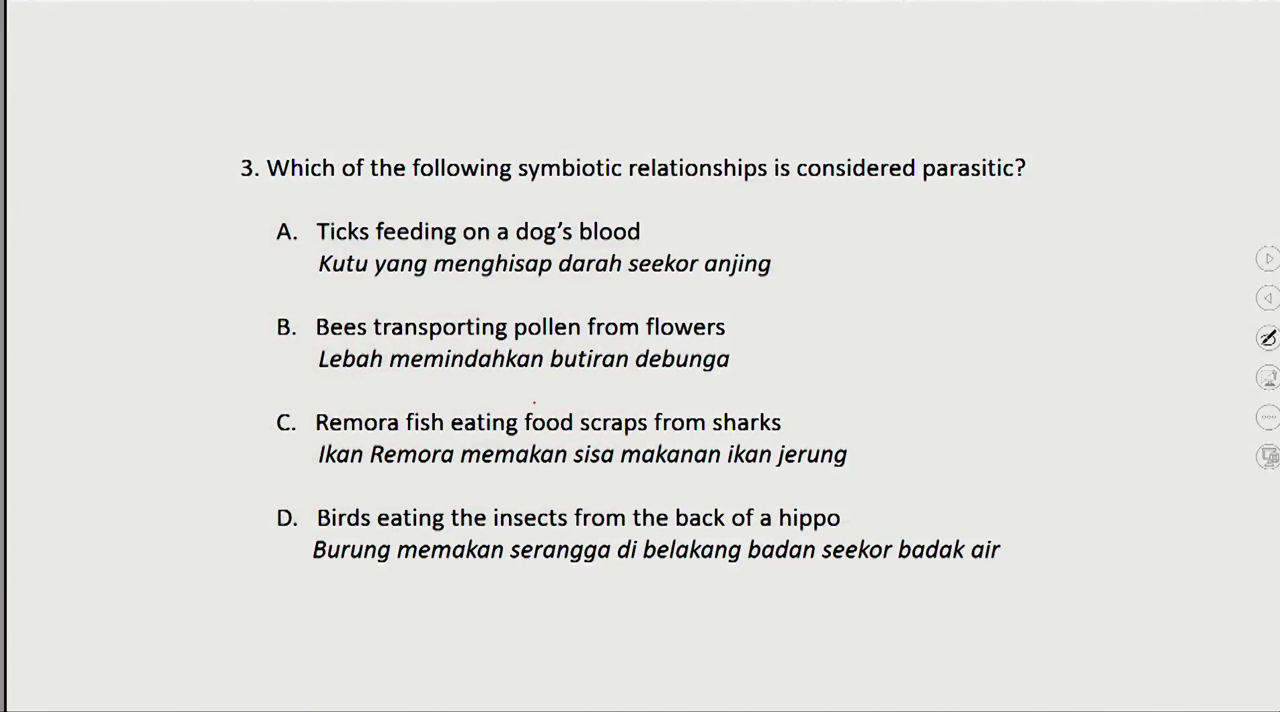 3. Which of the following symbiotic relationships is considered parasitic?
A. Ticks feeding on a dog’s blood
Kutu yang menghisap darah seekor anjing
B. Bees transporting pollen from flowers
Lebah memindahkan butiran debunga
C. Remora fish eating food scraps from sharks
Ikan Remora memakan sisa makanan ikan jerung
D. Birds eating the insects from the back of a hippo
Burung memakan serangga di belakang badan seekor badak air